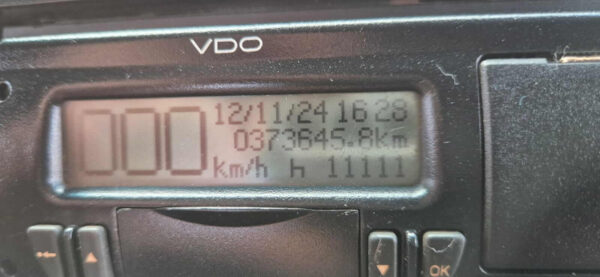 VDO
12/11/24 16 28
000 0373645.8km
km/h h 11111
OK